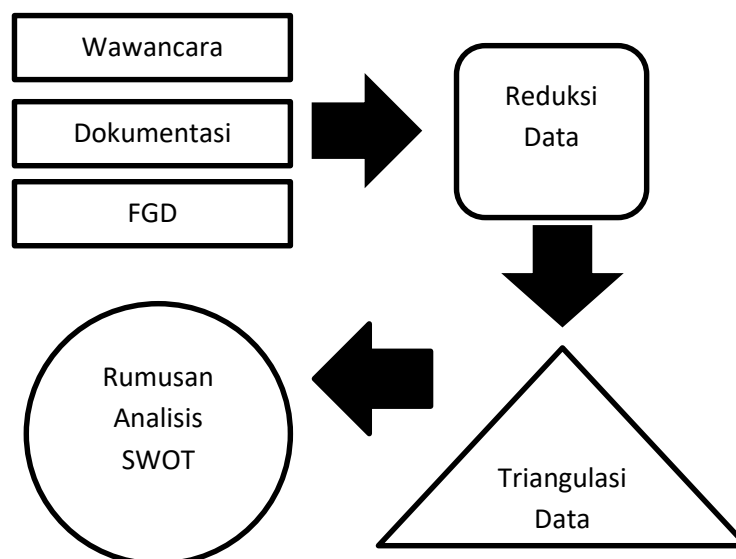 Wawancara
Dokumentasi
FGD
Reduksi
Data
Triangulasi
Data
Rumusan
Analisis
SWOT